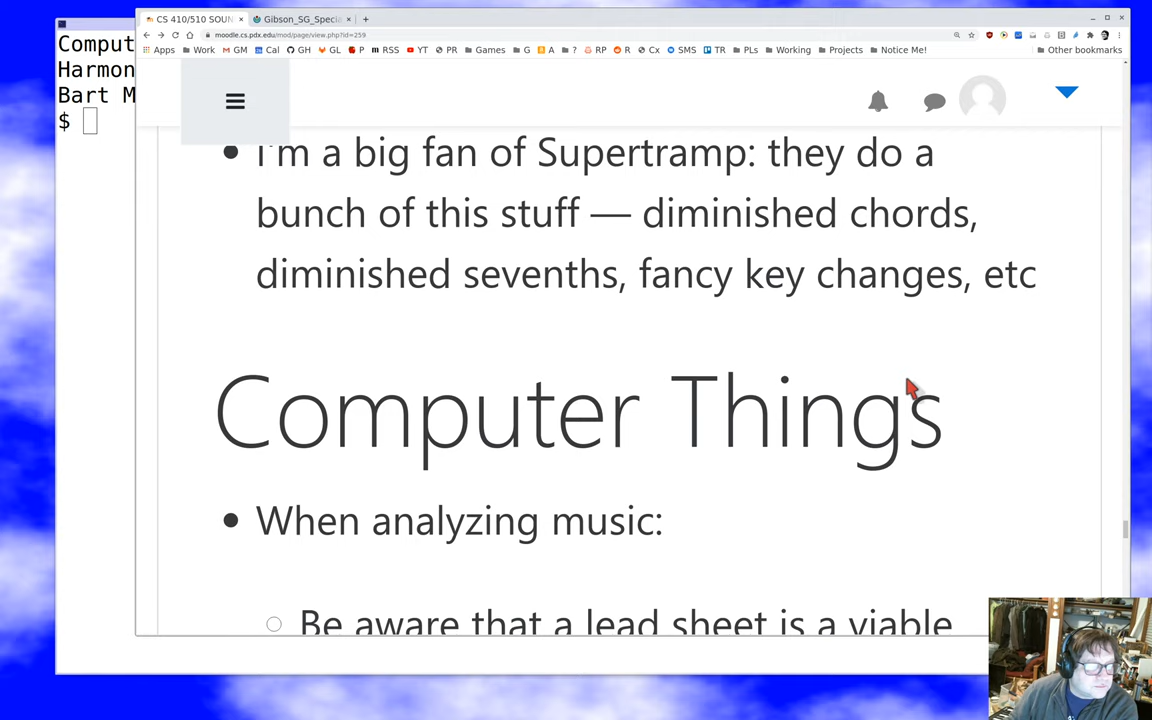 CS 410/510 SOUN
Gibson_SG_Specia
moodle.cs.pdx.edu/mod/page/view.php?id=259
Apps Work GM Cal GH GL P RSS YT PR Games G A ? RP R Cx SMS TR PLs Working Projects Notice Me! Other bookmarks
Comput
Harmon
Bart M
$
I'm a big fan of Supertramp: they do a
bunch of this stuff — diminished chords,
diminished sevenths, fancy key changes, etc
Computer Things
When analyzing music:
Be aware that a lead sheet is a viable